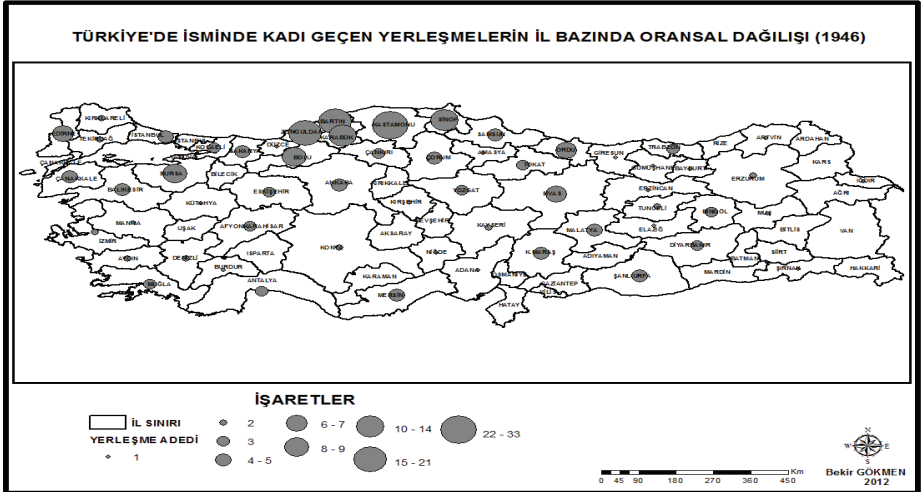 TÜRKİYE'DE İSMİNDE KADI GEÇEN YERLEŞMELERİN İL BAZINDA ORANSAL DAĞILIŞI (1946)
KIRKLARELİ
EDİRNE
TEKİRDAĞ
İSTANBUL
İSTANBUL
KOCAELİ
SAKARYA
DÜZCE
ZONGULDAK
BARTIN
KARABÜK
KASTAMONU
SİNOP
SAMSUN
BOLU
ÇANKIRI
ÇORUM
AMASYA
TOKAT
ORDU
GİRESUN
TRABZON
RİZE
ARTVİN
ARDAHAN
KARS
GÜMÜŞHANE
BAYBURT
ERZURUM
IĞDIR
AĞRI
ÇANAKKALE
ÇANAKKALE
BALIKESİR
BURSA
BİLECİK
ESKİŞEHİR
ANKARA
KIRIKKALE
YOZGAT
SİVAS
ERZİNCAN
TUNCELİ
BİNGÖL
MUŞ
KÜTAHYA
KIRŞEHİR
MANİSA
UŞAK
AFYONKARAHİSAR
NEVŞEHİR
KAYSERİ
MALATYA
ELAZIĞ
BİTLİS
VAN
İZMİR
AKSARAY
KONYA
NİĞDE
K.MARAŞ
ADIYAMAN
DİYARBAKIR
BATMAN
SİİRT
AYDIN
DENİZLİ
ISPARTA
BURDUR
ADANA
OSMANİYE
GAZİANTEP
KİLİS
ŞANLIURFA
MARDİN
ŞIRNAK
HAKKARİ
MUĞLA
ANTALYA
KARAMAN
MERSİN
HATAY
İŞARETLER
İL SINIRI
YERLEŞME ADEDİ
1
2
3
4 - 5
6 - 7
8 - 9
10 - 14
15 - 21
22 - 33
N
W
E
S
Km
0 45 90 180 270 360 450
Bekir GÖKMEN
2012